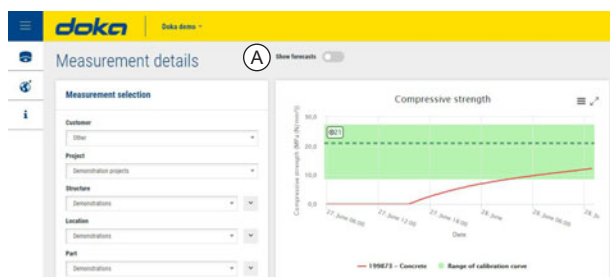 doka
Doka demo
Measurement details
A
Show forecasts
Measurement selection
Customer
Other
Project
Demonstration projects
Structure
Demonstrations
Location
Demonstrations
Part
Demonstrations
i
Compressive strength
Compressive strength (MPa (N/mm²))
30,0
20,0
10,0
0,0
@21
27. June 06:00
27. June 12:00
27. June 18:00
28. June
28. June 06:00
Date
199873 – Concrete
Range of calibration curve